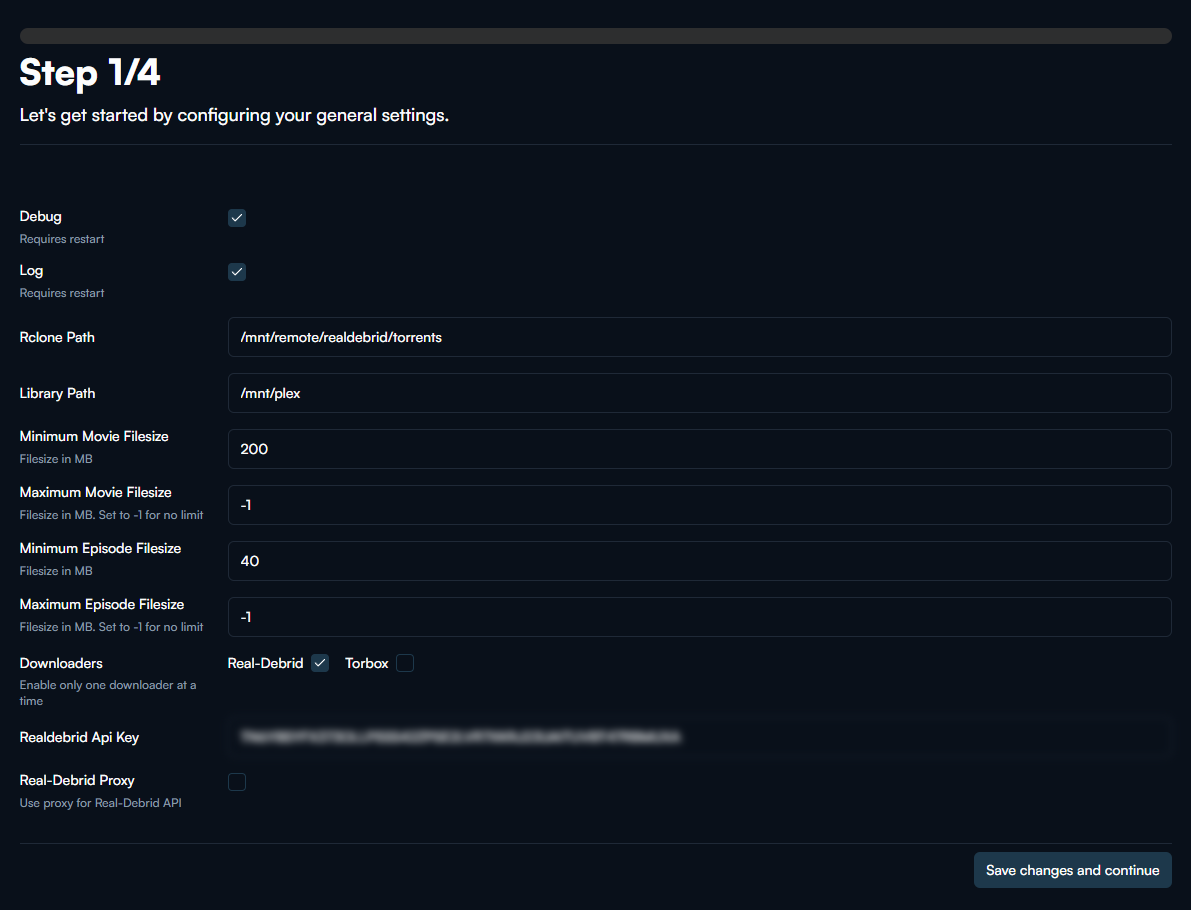 Step 1/4
Let's get started by configuring your general settings.
Debug
Requires restart
Log
Requires restart
Rclone Path
/mnt/remote/realdebrid/torrents
Library Path
/mnt/plex
Minimum Movie Filesize
Filesize in MB
200
Maximum Movie Filesize
Filesize in MB. Set to -1 for no limit
-1
Minimum Episode Filesize
Filesize in MB
40
Maximum Episode Filesize
Filesize in MB. Set to -1 for no limit
-1
Downloaders
Enable only one downloader at a
time
Real-Debrid
Torbox
Realdebrid Api Key
Real-Debrid Proxy
Use proxy for Real-Debrid API
Save changes and continue